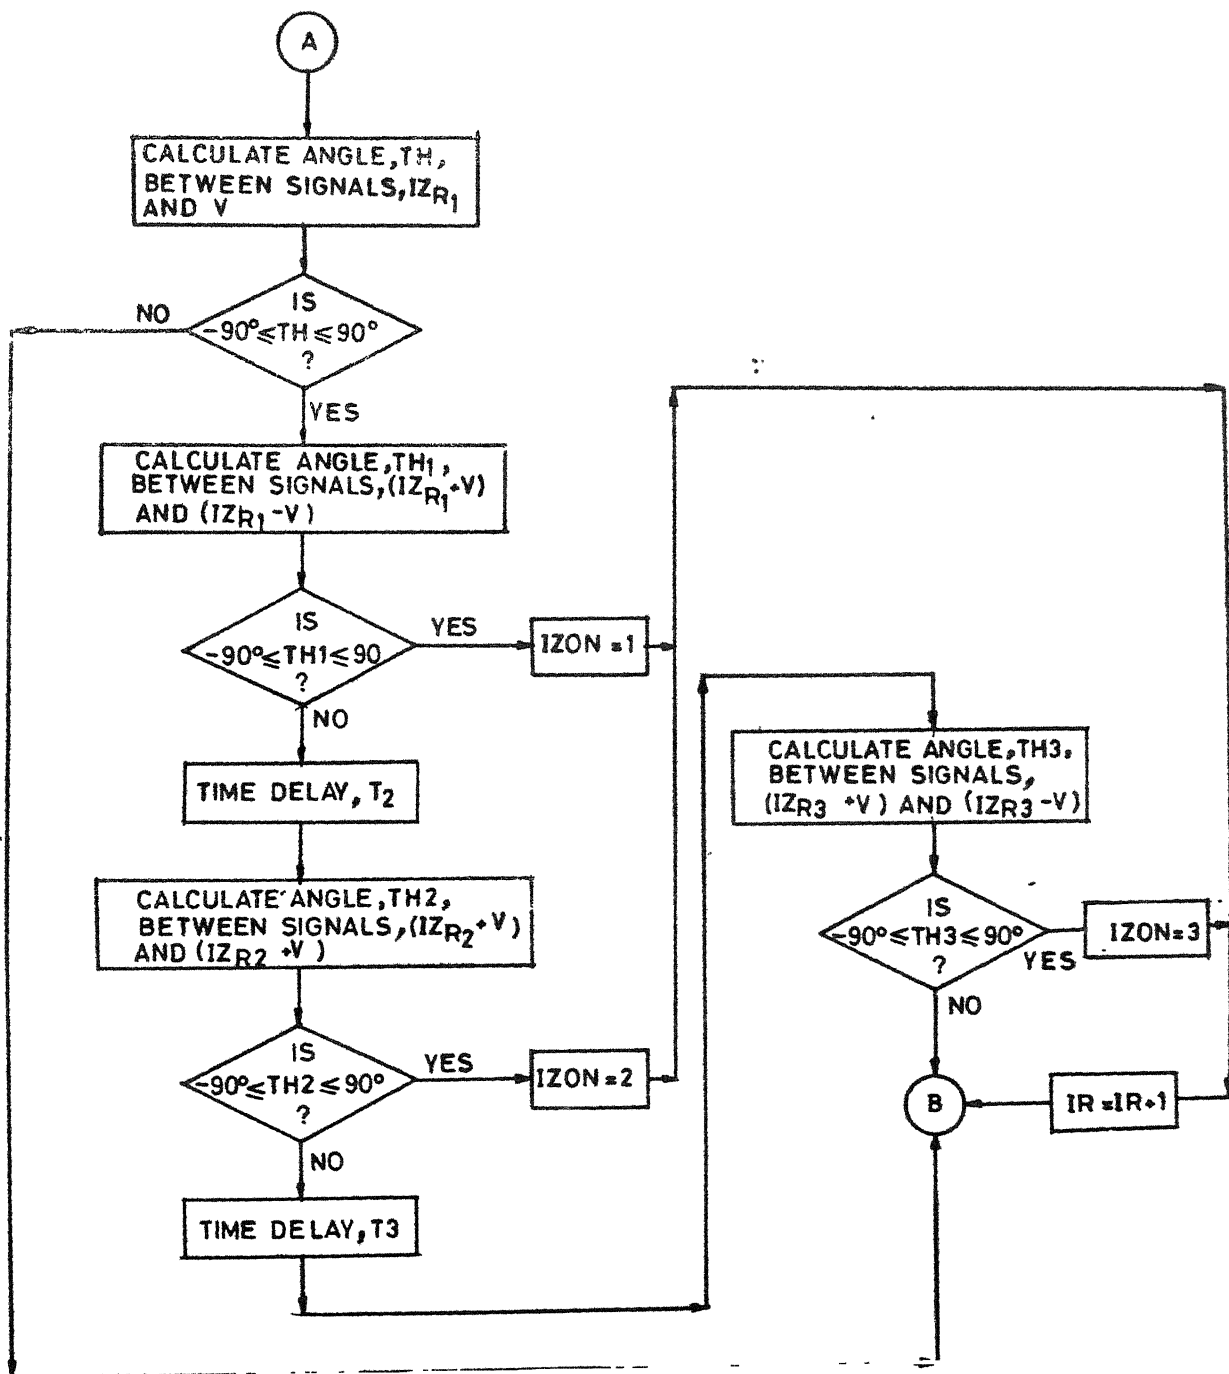 A
CALCULATE ANGLE, TH,
BETWEEN SIGNALS, IZR1
AND V
IS
-90° ≤ TH ≤ 90°
?
NO
YES
CALCULATE ANGLE, TH1,
BETWEEN SIGNALS, (IZR1 + V)
AND (IZR1 - V)
IS
-90° ≤ TH1 ≤ 90
?
YES
IZON = 1
NO
TIME DELAY, T2
CALCULATE ANGLE, TH2,
BETWEEN SIGNALS, (IZR2 + V)
AND (IZR2 + V)
IS
-90° ≤ TH2 ≤ 90°
?
YES
IZON = 2
NO
TIME DELAY, T3
CALCULATE ANGLE, TH3,
BETWEEN SIGNALS,
(IZR3 + V) AND (IZR3 - V)
IS
-90° ≤ TH3 ≤ 90°
?
YES
IZON = 3
NO
B
IR = IR + 1